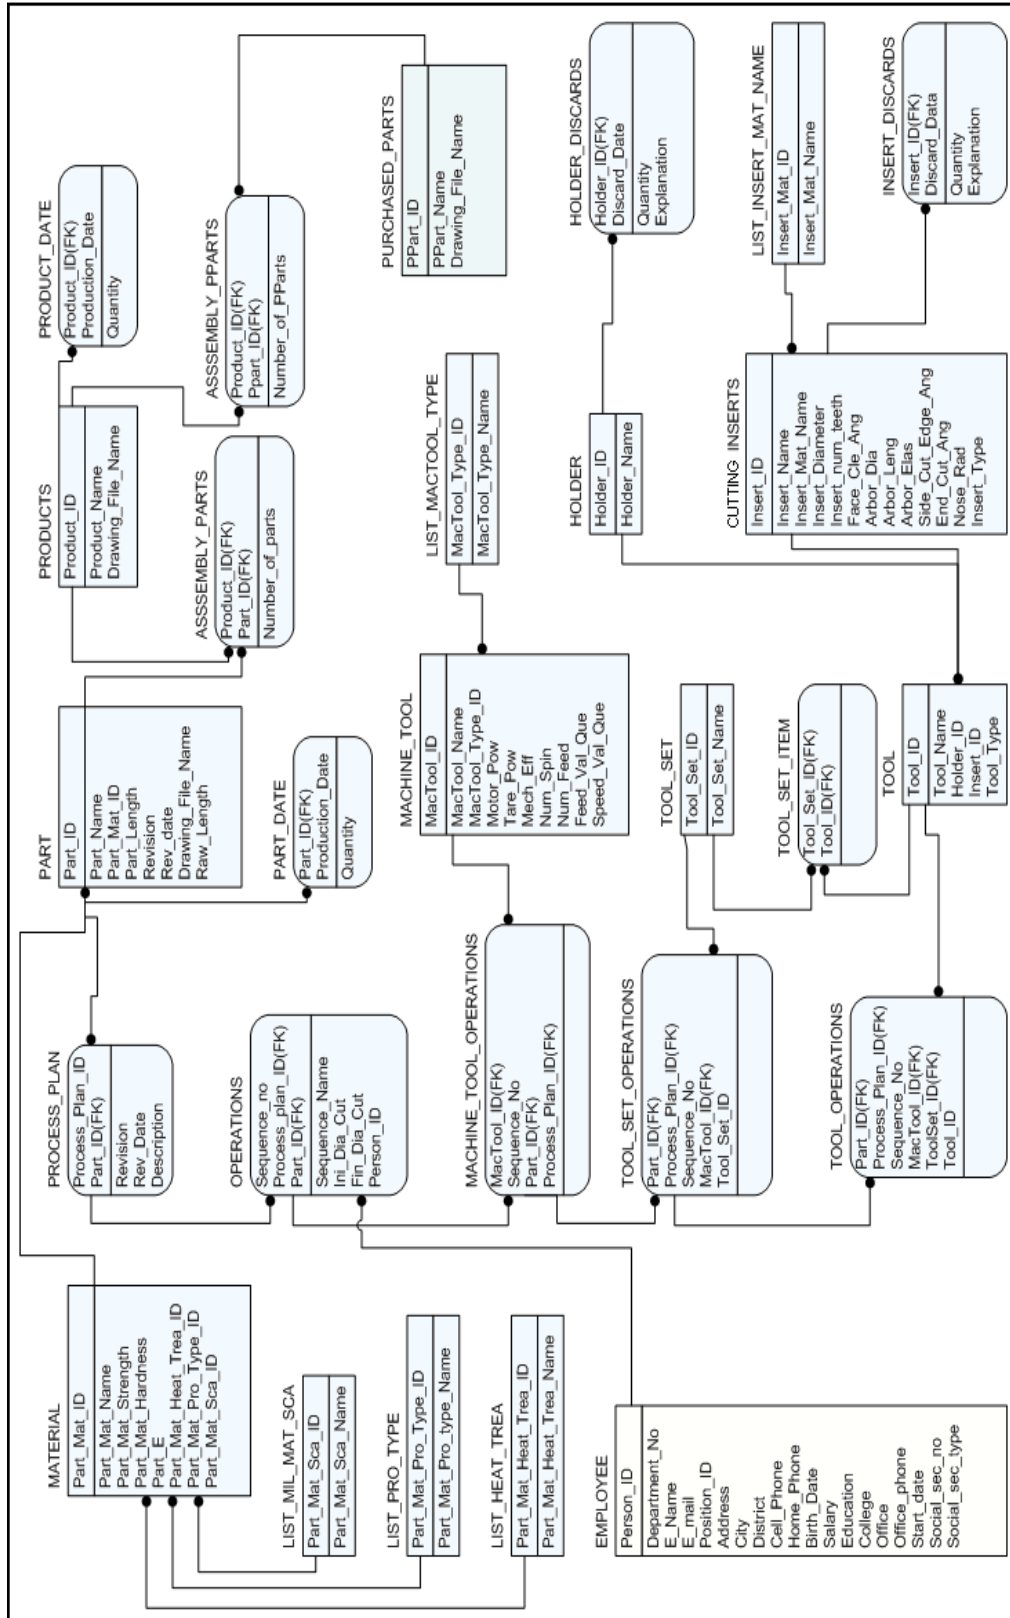 MATERIAL
Part_Mat_ID
Part_Mat_Name
Part_Mat_Strength
Part_Mat_Hardness
Part_E
Part_Mat_Heat_Trea_ID
Part_Mat_Pro_Type_ID
Part_Mat_Sca_ID
LIST_MIL_MAT_SCA
Part_Mat_Sca_ID
Part_Mat_Sca_Name
LIST_PRO_TYPE
Part_Mat_Pro_Type_ID
Part_Mat_Pro_type_Name
LIST_HEAT_TREA
Part_Mat_Heat_Trea_ID
Part_Mat_Heat_Trea_Name
EMPLOYEE
Person_ID
Department_No
E_Name
E_mail
Position_ID
Address
City
District
Cell_Phone
Home_Phone
Birth_Date
Salary
Education
College
Office
Office_phone
Start_date
Social_sec_no
Social_sec_type
PROCESS_PLAN
Process_Plan_ID
Part_ID(FK)
Revision
Rev_Date
Description
OPERATIONS
Sequence_no
Process_plan_ID(FK)
Part_ID(FK)
Sequence_Name
Ini_Dia_Cut
Fin_Dia_Cut
Person_ID
MACHINE_TOOL_OPERATIONS
MacTool_ID(FK)
Sequence_No
Part_ID(FK)
Process_Plan_ID(FK)
TOOL_SET_OPERATIONS
Part_ID(FK)
Process_Plan_ID(FK)
Sequence_No
MacTool_ID(FK)
Tool_Set_ID
TOOL_OPERATIONS
Part_ID(FK)
Process_Plan_ID(FK)
Sequence_No
MacTool_ID(FK)
ToolSet_ID(FK)
Tool_ID
PART
Part_ID
Part_Name
Part_Mat_ID
Part_Length
Revision
Rev_date
Drawing_File_Name
Raw_Length
PART_DATE
Part_ID(FK)
Production_Date
Quantity
MACHINE_TOOL
MacTool_ID
MacTool_Name
MacTool_Type_ID
Motor_Pow
Tare_Pow
Mech_Eff
Num_Spin
Num_Feed
Feed_Val_Que
Speed_Val_Que
TOOL_SET
Tool_Set_ID
Tool_Set_Name
TOOL_SET_ITEM
Tool_Set_ID(FK)
Tool_ID(FK)
TOOL
Tool_ID
Tool_Name
Holder_ID
Insert_ID
Tool_Type
PRODUCTS
Product_ID
Product_Name
Drawing_File_Name
ASSSEMBLY_PARTS
Product_ID(FK)
Part_ID(FK)
Number_of_parts
LIST_MACTOOL_TYPE
MacTool_Type_ID
MacTool_Type_Name
HOLDER
Holder_ID
Holder_Name
CUTTING INSERTS
Insert_ID
Insert_Name
Insert_Mat_Name
Insert_Diameter
Insert_num_teeth
Face_Cle_Ang
Arbor_Dia
Arbor_Leng
Arbor_Elas
Side_Cut_Edge_Ang
End_Cut_Ang
Nose_Rad
Insert_Type
PRODUCT_DATE
Product_ID(FK)
Production_Date
Quantity
ASSSEMBLY_PPARTS
Product_ID(FK)
Ppart_ID(FK)
Number_of_PParts
PURCHASED_PARTS
PPart_ID
PPart_Name
Drawing_File_Name
HOLDER_DISCARDS
Holder_ID(FK)
Discard_Date
Quantity
Explanation
LIST_INSERT_MAT_NAME
Insert_Mat_ID
Insert_Mat_Name
INSERT_DISCARDS
Insert_ID(FK)
Discard_Data
Quantity
Explanation